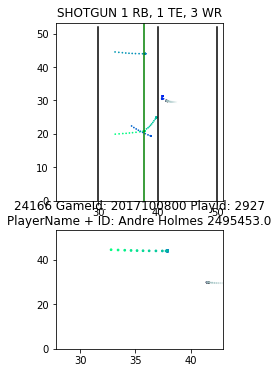 SHOTGUN 1 RB, 1 TE, 3 WR
50
40
30
20
10
0
30 40 50
24166 GameId: 2017100800 PlayId: 2927
PlayerName + ID: Andre Holmes 2495453.0
40
20
0
30 35 40